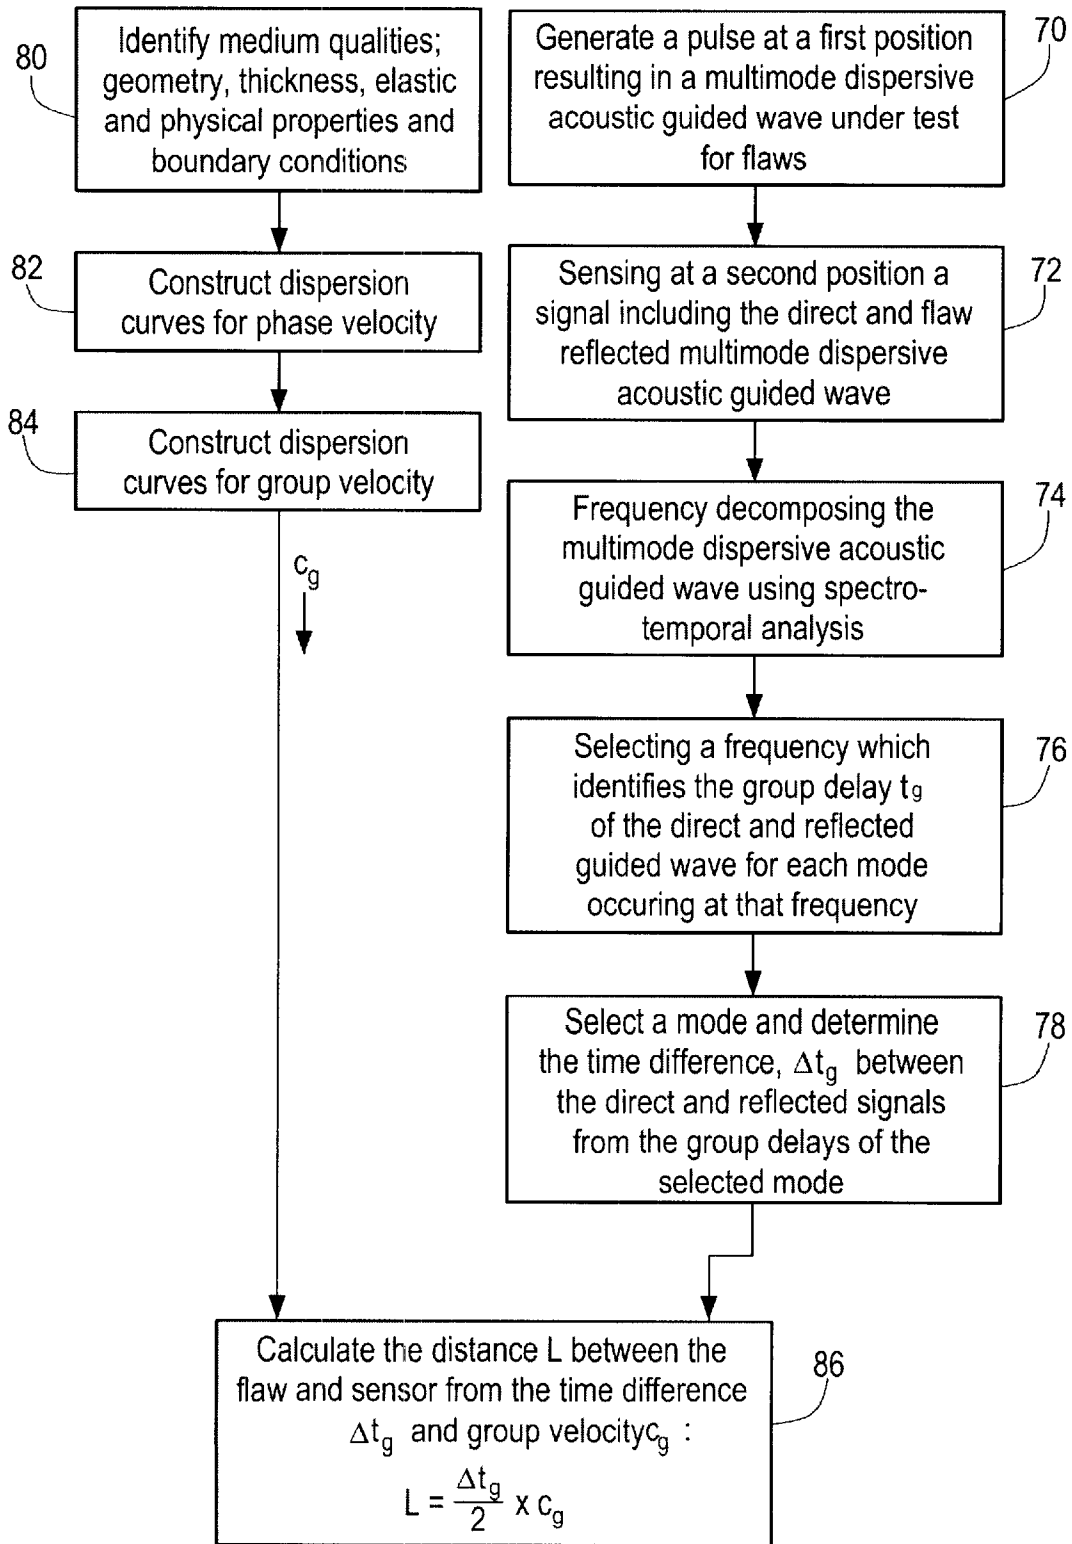 80
Identify medium qualities;
geometry, thickness, elastic
and physical properties and
boundary conditions
82
Construct dispersion
curves for phase velocity
84
Construct dispersion
curves for group velocity
cg
70
Generate a pulse at a first position
resulting in a multimode dispersive
acoustic guided wave under test
for flaws
72
Sensing at a second position a
signal including the direct and flaw
reflected multimode dispersive
acoustic guided wave
74
Frequency decomposing the
multimode dispersive acoustic
guided wave using spectro-
temporal analysis
76
Selecting a frequency which
identifies the group delay tg
of the direct and reflected
guided wave for each mode
occuring at that frequency
78
Select a mode and determine
the time difference, Δtg between
the direct and reflected signals
from the group delays of the
selected mode
86
Calculate the distance L between the
flaw and sensor from the time difference
Δtg and group velocitycg :
L = Δtg/2 x cg